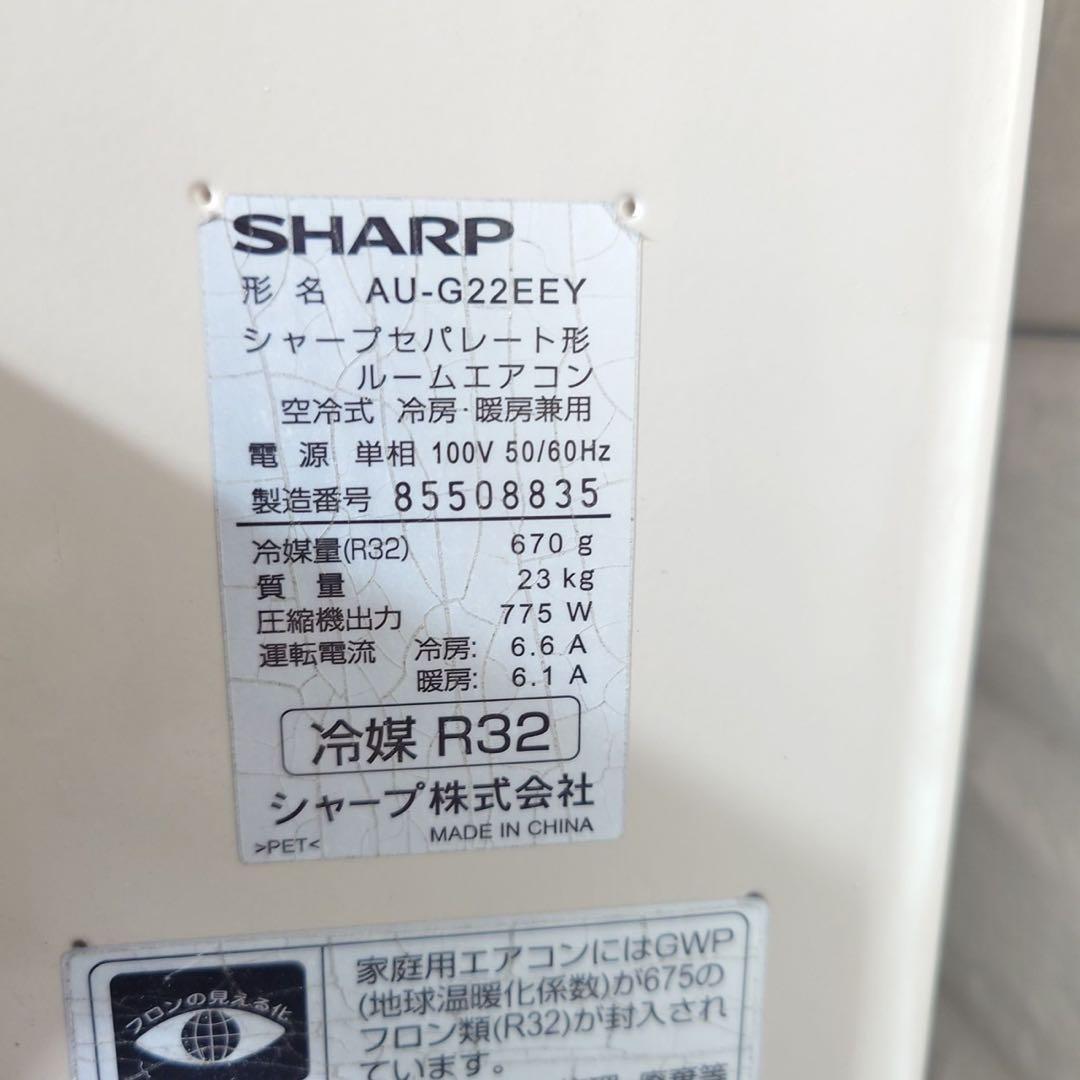 SHARP
形名 AU-G22EEY
シャープセパレート形
ルームエアコン
空冷式 冷房・暖房兼用
電源 単相 100V 50/60Hz
製造番号 85508835
冷媒量(R32) 670 g
質量 23 kg
圧縮機出力 775 W
運転電流 冷房: 6.6 A
暖房: 6.1 A
冷媒 R32
シャープ株式会社
MADE IN CHINA
>PET<
フロンの見える化
家庭用エアコンにはGWP
(地球温暖化係数)が675の
フロン類(R32)が封入され
ています。
廃棄等